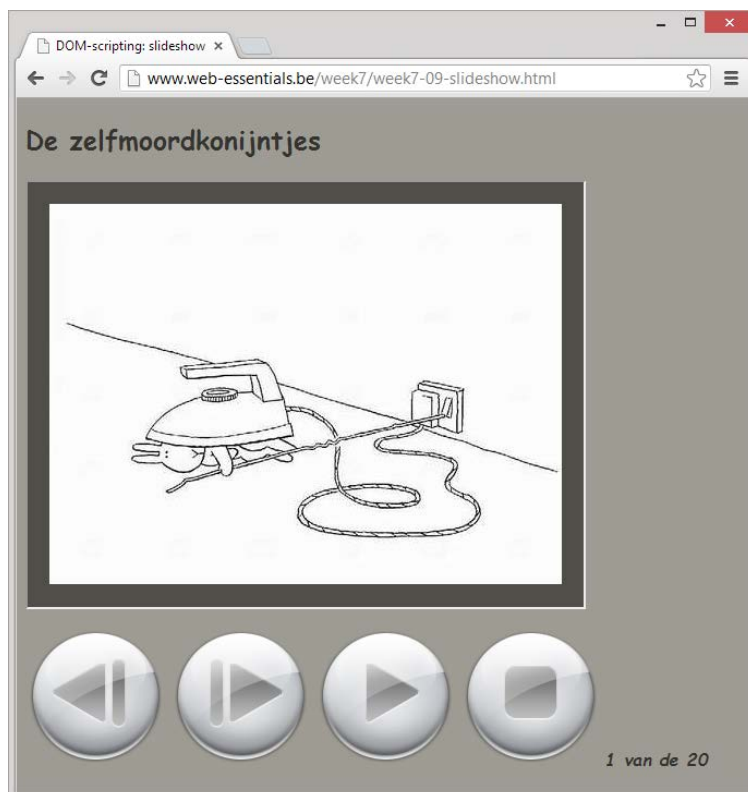 DOM-scripting: slideshow
www.web-essentials.be/week7/week7-09-slideshow.html
De zelfmoordkonijntjes
1 van de 20